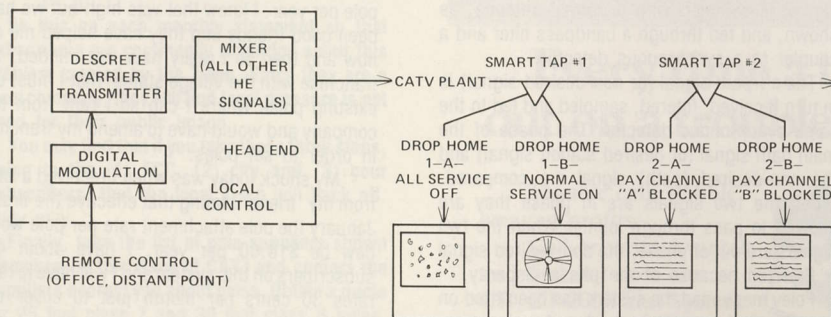 DESCRETE
CARRIER
TRANSMITTER
MIXER
(ALL OTHER
HE
SIGNALS)
DIGITAL
MODULATION
HEAD END
LOCAL
CONTROL
REMOTE CONTROL
(OFFICE, DISTANT POINT)
CATV PLANT
SMART TAP #1
SMART TAP #2
DROP HOME
1—A—
ALL SERVICE
OFF
DROP HOME
1—B—
NORMAL
SERVICE ON
DROP HOME
2—A—
PAY CHANNEL
"A" BLOCKED
DROP HOME
2—B—
PAY CHANNEL
"B" BLOCKED